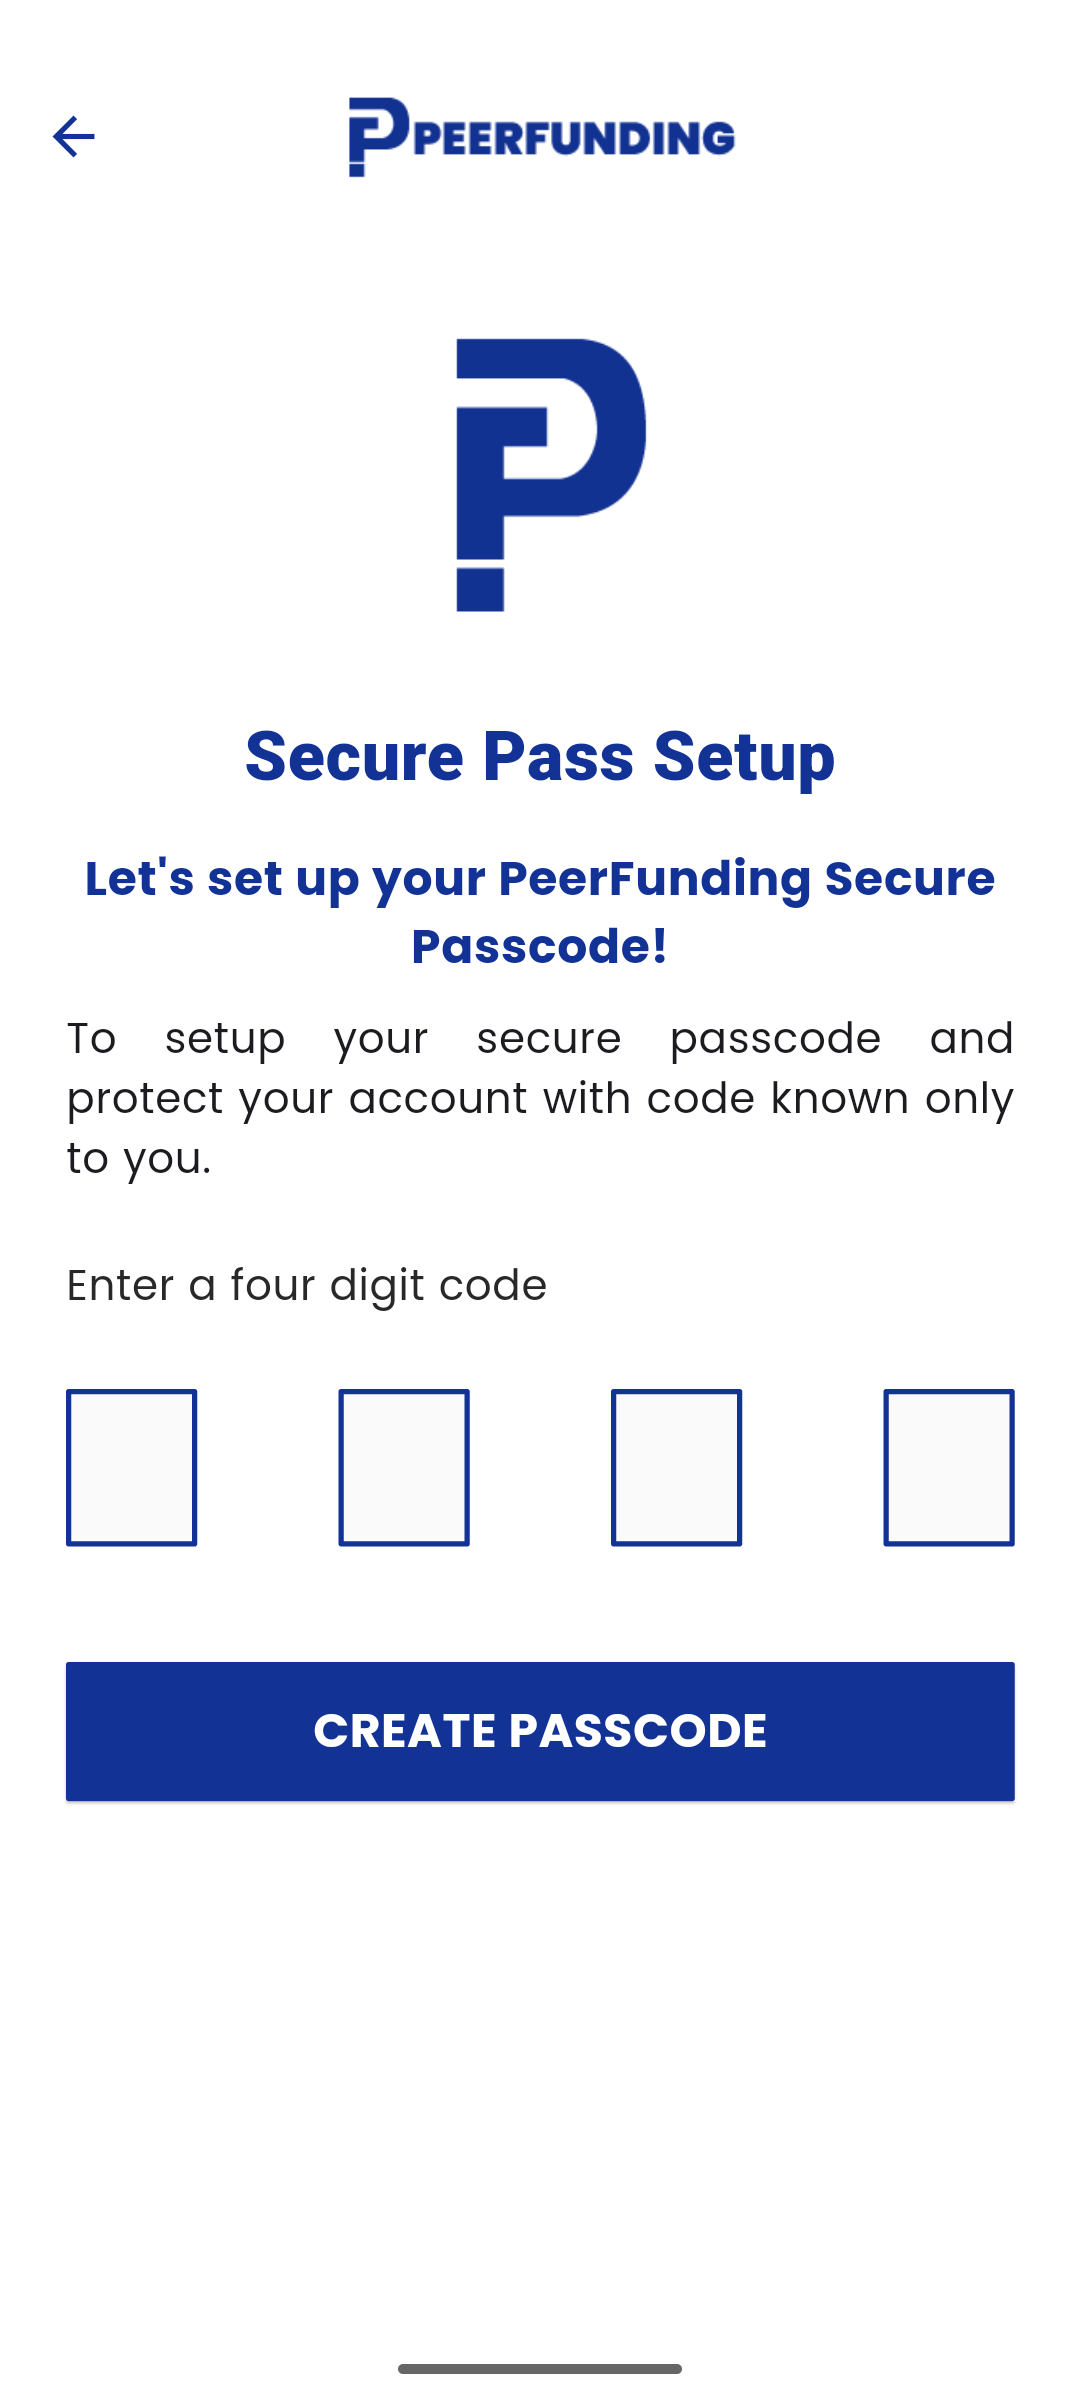 PEERFUNDING
Secure Pass Setup
Let's set up your PeerFunding Secure
Passcode!
To setup your secure passcode and
protect your account with code known only
to you.
Enter a four digit code
CREATE PASSCODE